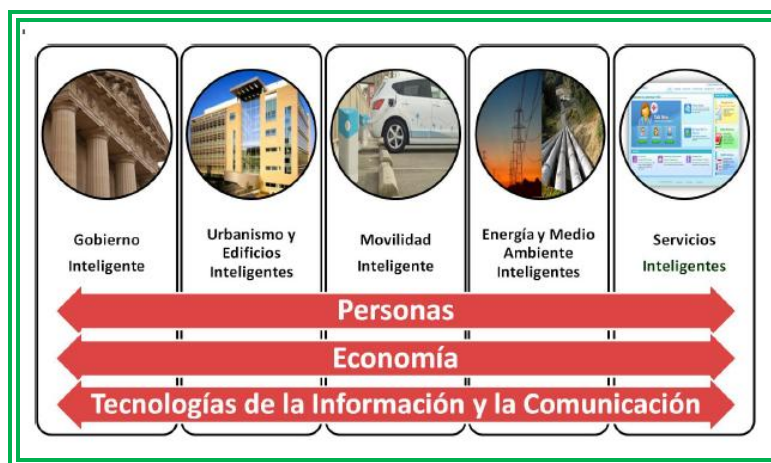 Gobierno
Inteligente
Urbanismo y
Edificios
Inteligentes
Movilidad
Inteligente
Energía y Medio
Ambiente
Inteligentes
Servicios
Inteligentes
Personas
Economía
Tecnologías de la Información y la Comunicación